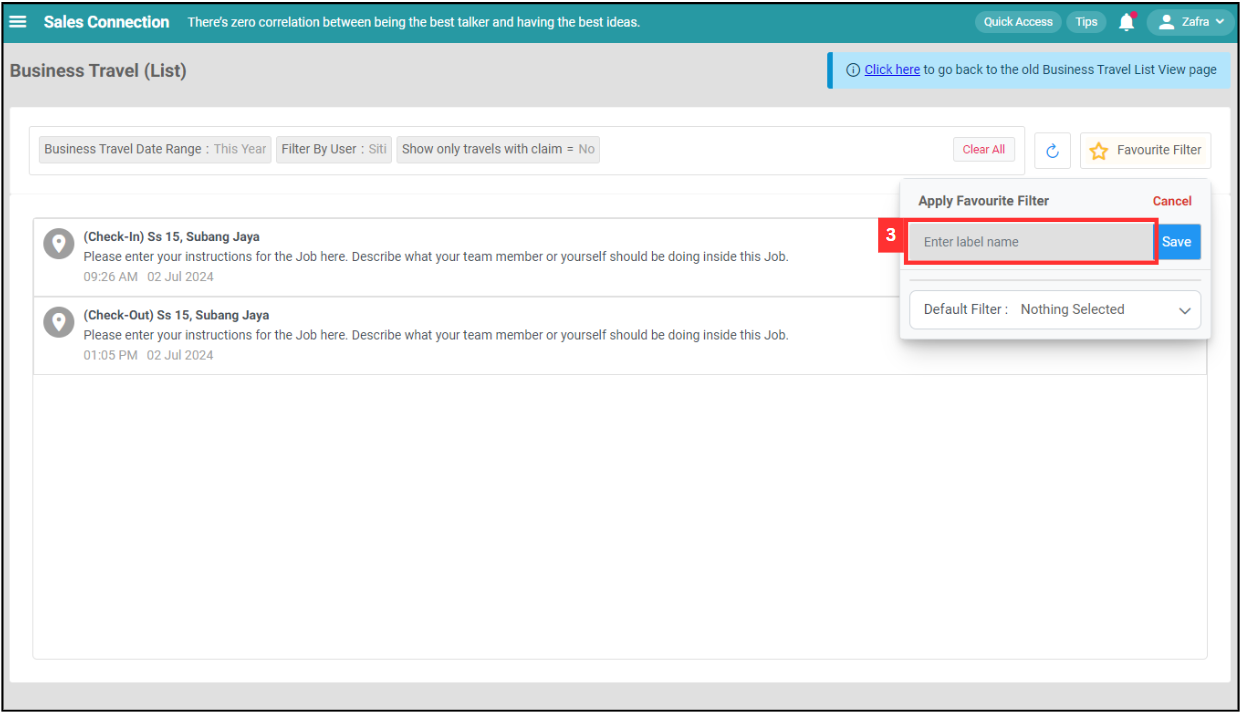 Sales Connection There's zero correlation between being the best talker and having the best ideas. Quick Access Tips Zafra
Business Travel (List)
Click here to go back to the old Business Travel List View page
Business Travel Date Range : This Year Filter By User : Siti Show only travels with claim = No Clear All Favourite Filter
Apply Favourite Filter Cancel
3 Enter label name Save
Default Filter : Nothing Selected
(Check-In) Ss 15, Subang Jaya
Please enter your instructions for the Job here. Describe what your team member or yourself should be doing inside this Job.
09:26 AM 02 Jul 2024
(Check-Out) Ss 15, Subang Jaya
Please enter your instructions for the Job here. Describe what your team member or yourself should be doing inside this Job.
01:05 PM 02 Jul 2024